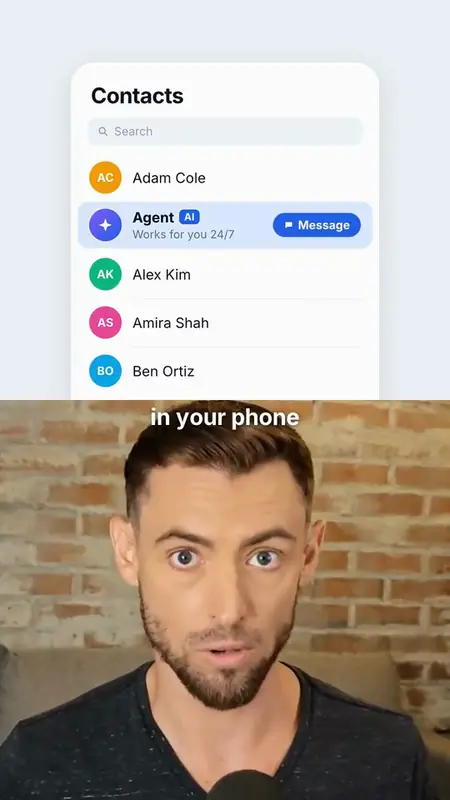 Contacts
Search
AC Adam Cole
Agent AI
Works for you 24/7
Message
AK Alex Kim
AS Amira Shah
BO Ben Ortiz
in your phone